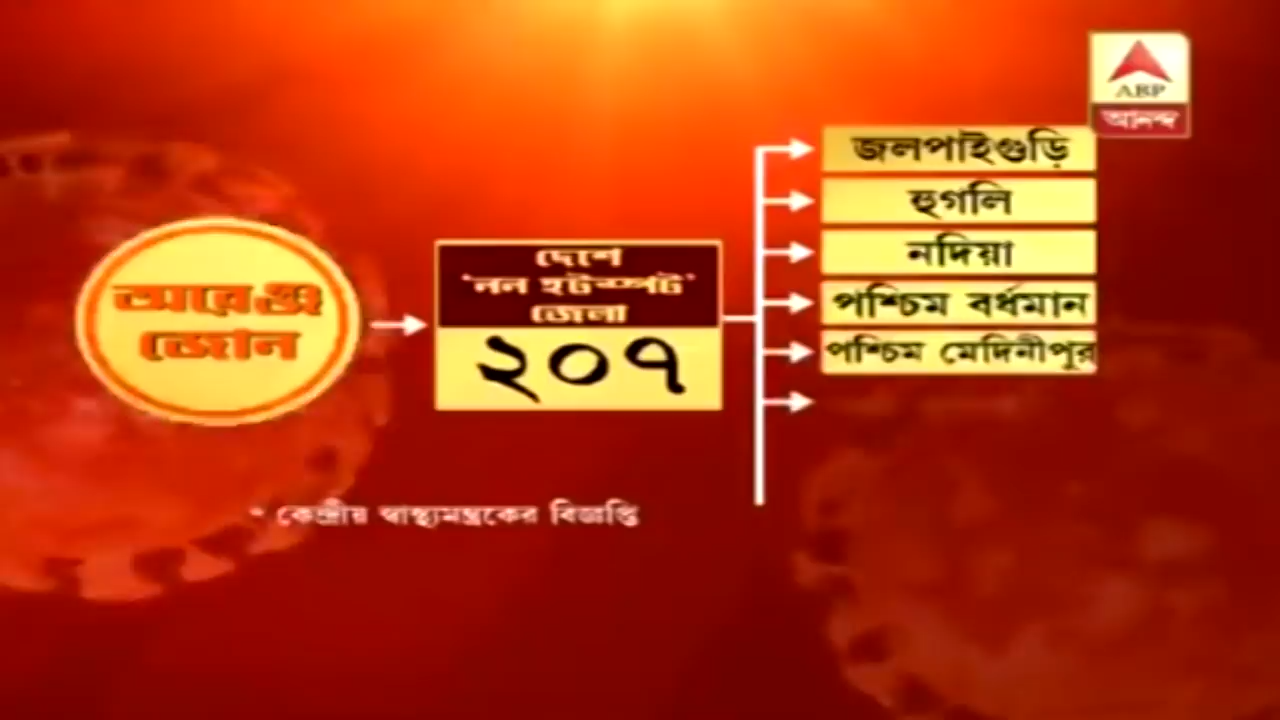 ABP
আনন্দ
অরেঞ্জ
জোন
দেশে
'নন হটস্পট'
জেলা
২০৭
জলপাইগুড়ি
হুগলি
নদিয়া
পশ্চিম বর্ধমান
পশ্চিম মেদিনীপুর
* কেন্দ্রীয় স্বাস্থ্যমন্ত্রকের বিজ্ঞপ্তি